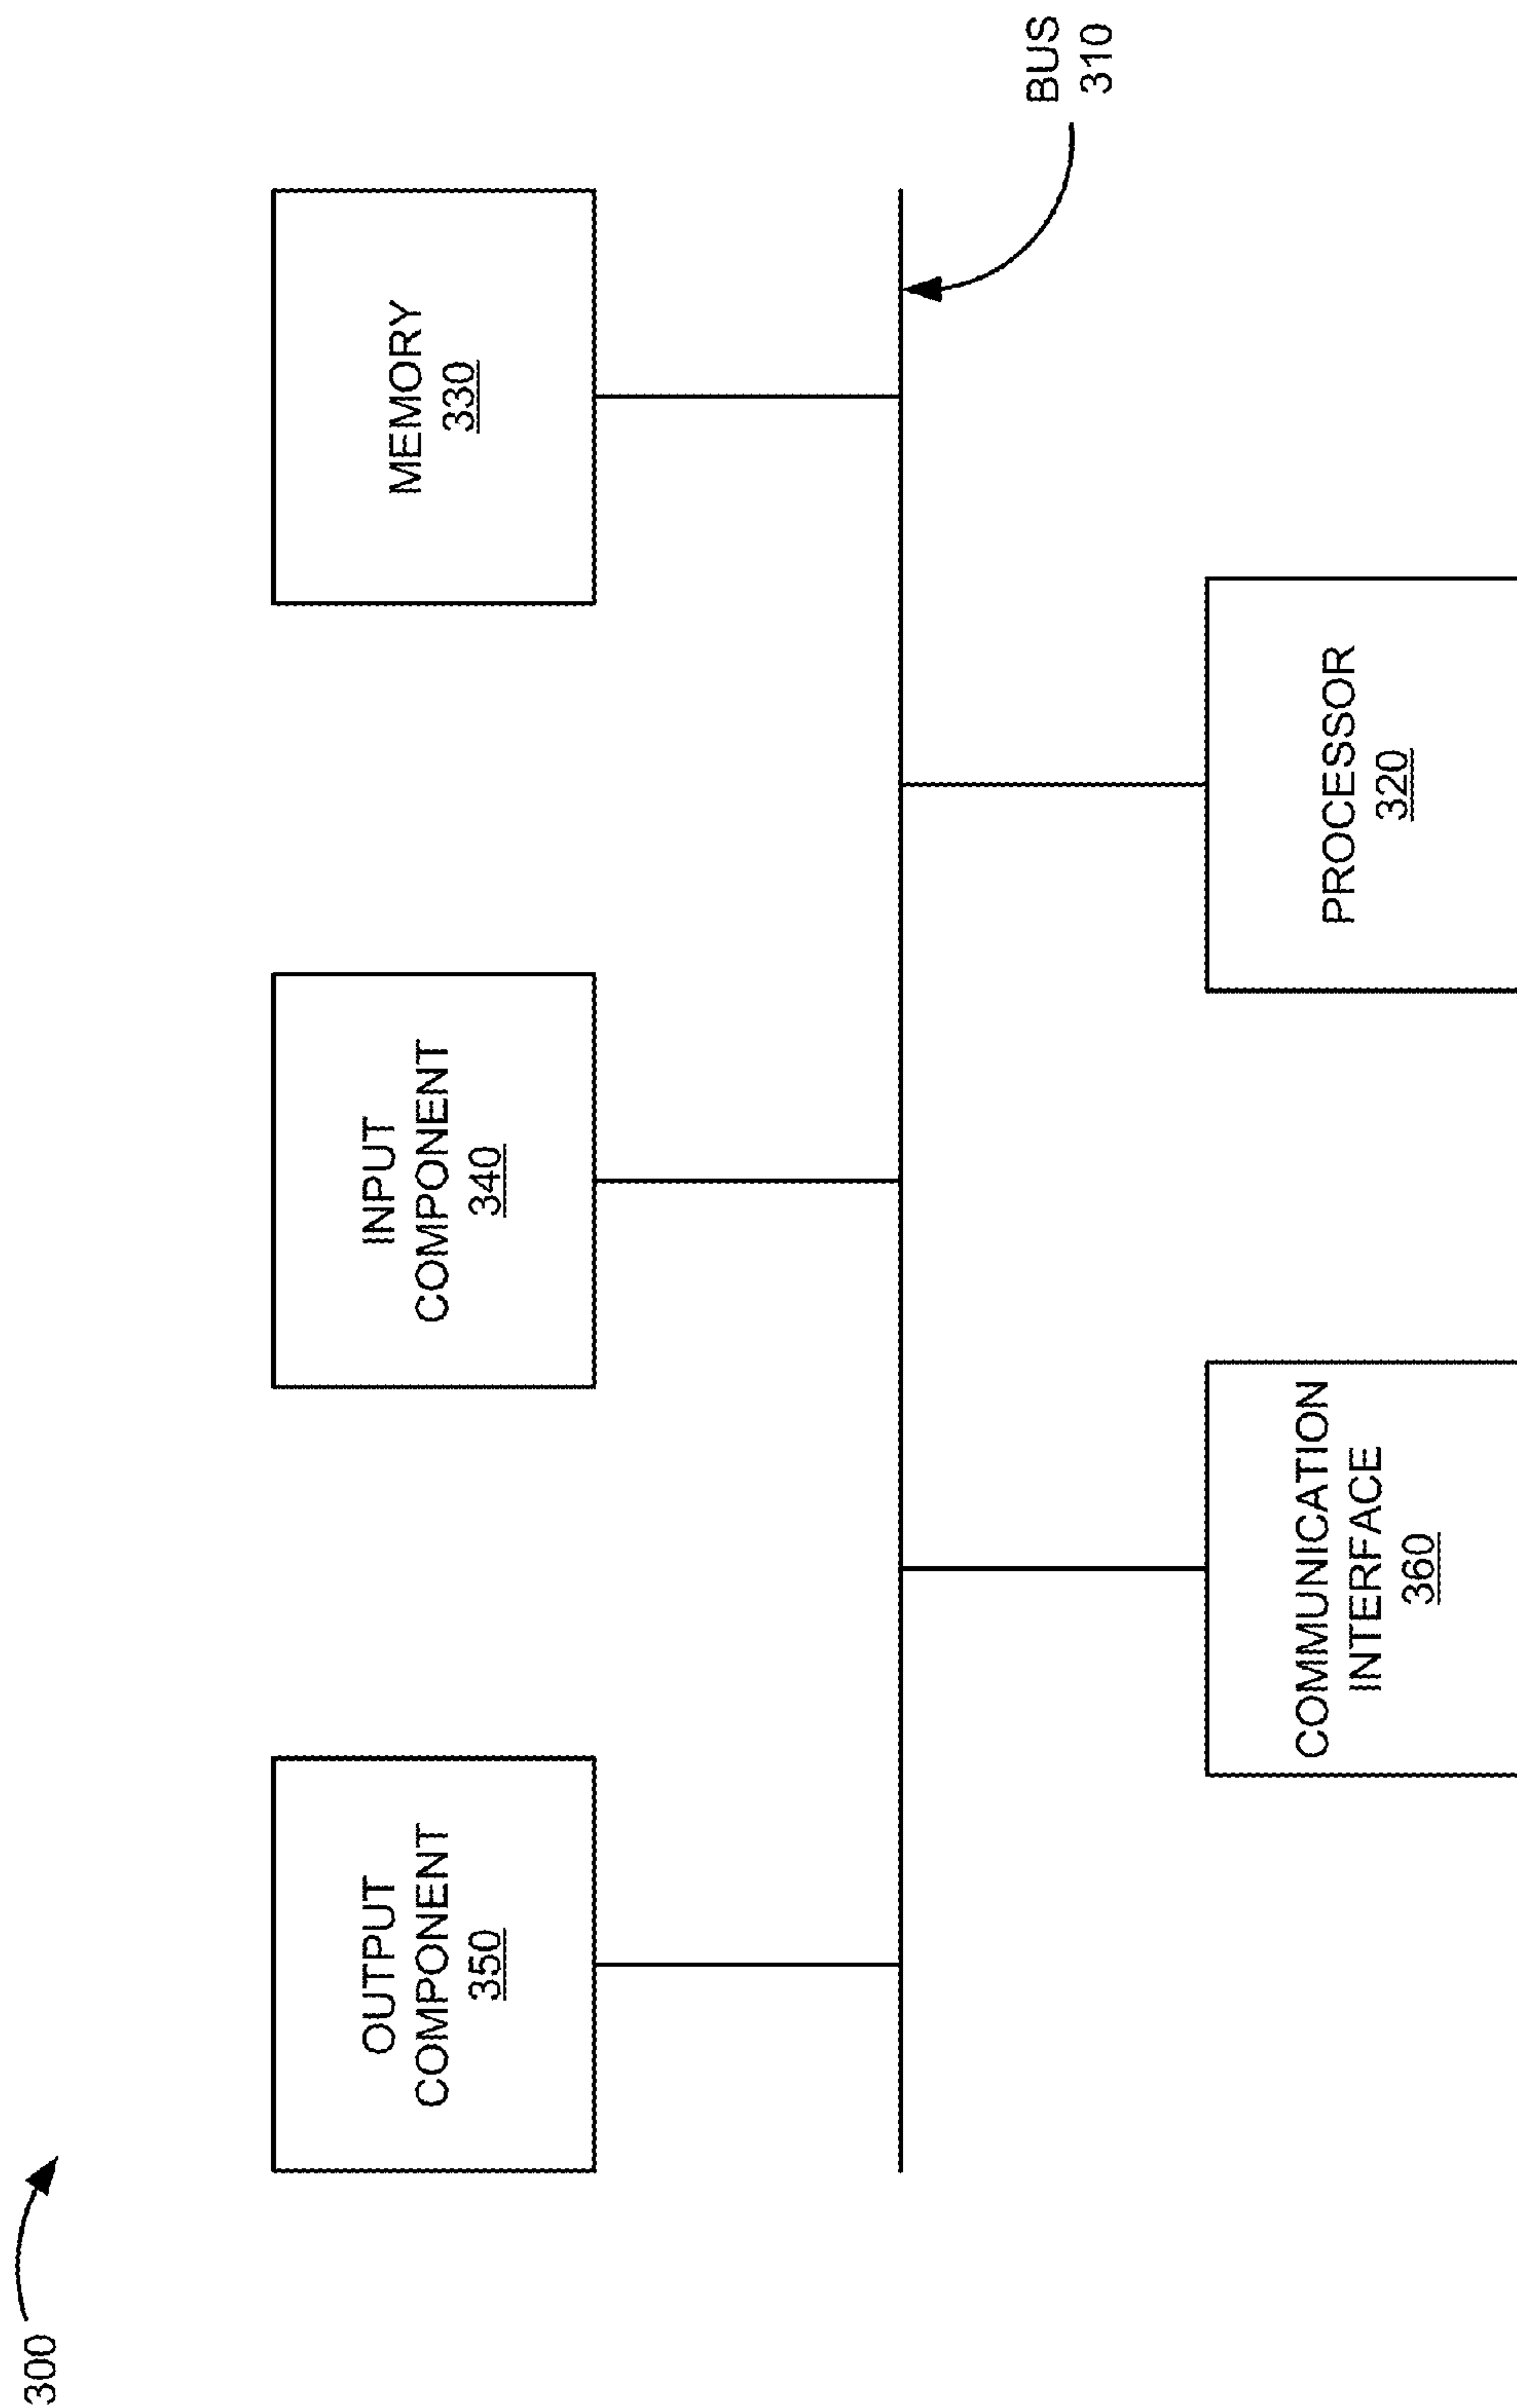 300
OUTPUT
COMPONENT
350
INPUT
COMPONENT
340
MEMORY
330
BUS
310
COMMUNICATION
INTERFACE
360
PROCESSOR
320